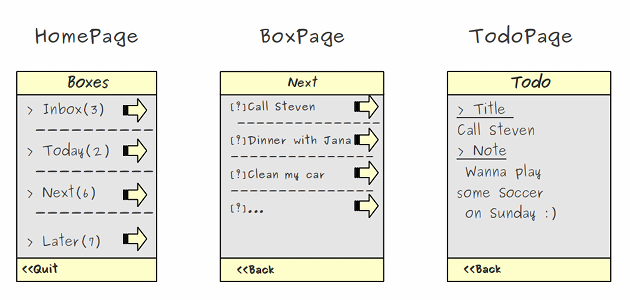 HomePage
BoxPage
TodoPage
Boxes
> Inbox(3)
> Today(2)
> Next(6)
> Later(7)
<<Quit
Next
[!]Call Steven
[!]Dinner with Jana
[!]Clean my car
[!]...
<<Back
Todo
> Title
Call Steven
> Note
Wanna play
some Soccer
on Sunday :)
<<Back